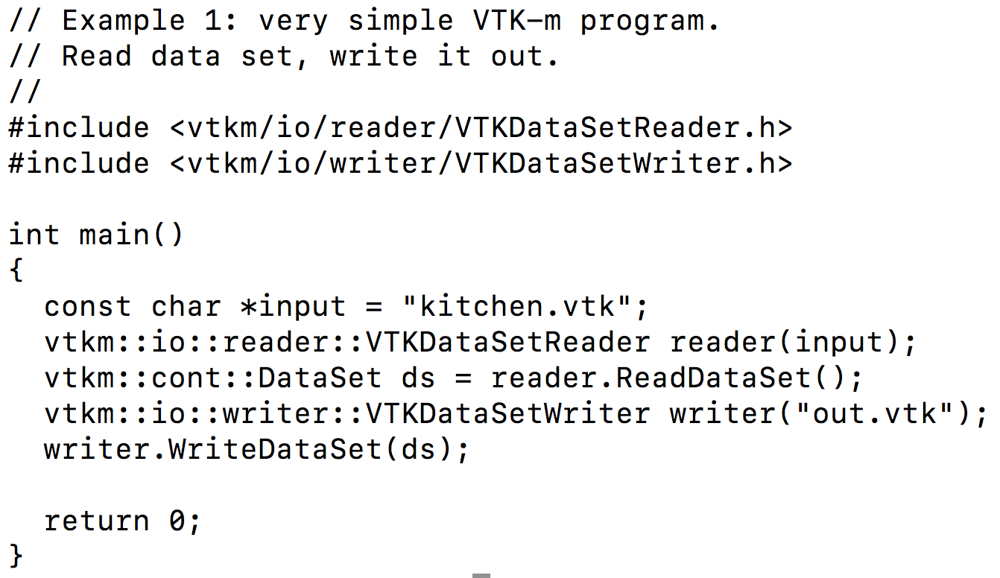 // Example 1: very simple VTK-m program.
// Read data set, write it out.
//
#include <vtkm/io/reader/VTKDataSetReader.h>
#include <vtkm/io/writer/VTKDataSetWriter.h>

int main()
{
  const char *input = "kitchen.vtk";
  vtkm::io::reader::VTKDataSetReader reader(input);
  vtkm::cont::DataSet ds = reader.ReadDataSet();
  vtkm::io::writer::VTKDataSetWriter writer("out.vtk");
  writer.WriteDataSet(ds);

  return 0;
}